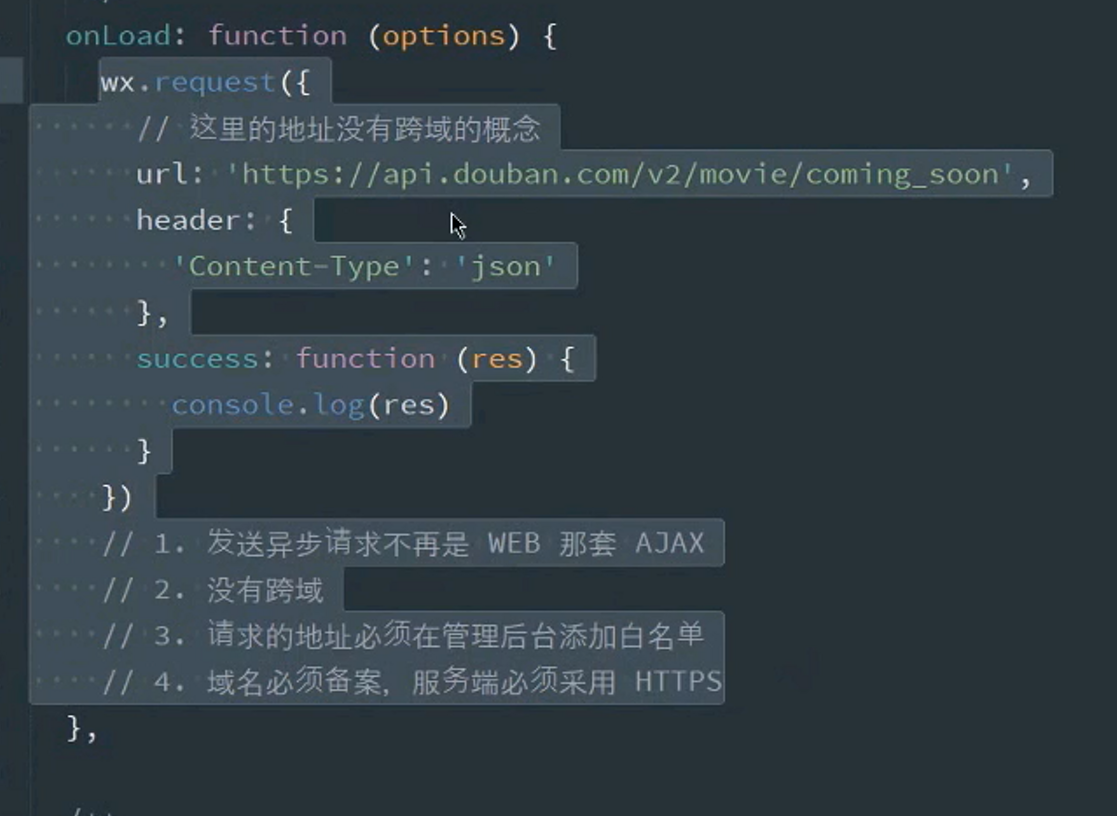 onLoad: function (options) {
wx.request({
// 这里的地址没有跨域的概念
url: 'https://api.douban.com/v2/movie/coming_soon',
header: {
'Content-Type': 'json'
},
success: function (res) {
console.log(res)
}
})
// 1. 发送异步请求不再是 WEB 那套 AJAX
// 2. 没有跨域
// 3. 请求的地址必须在管理后台添加白名单
// 4. 域名必须备案, 服务端必须采用 HTTPS
},